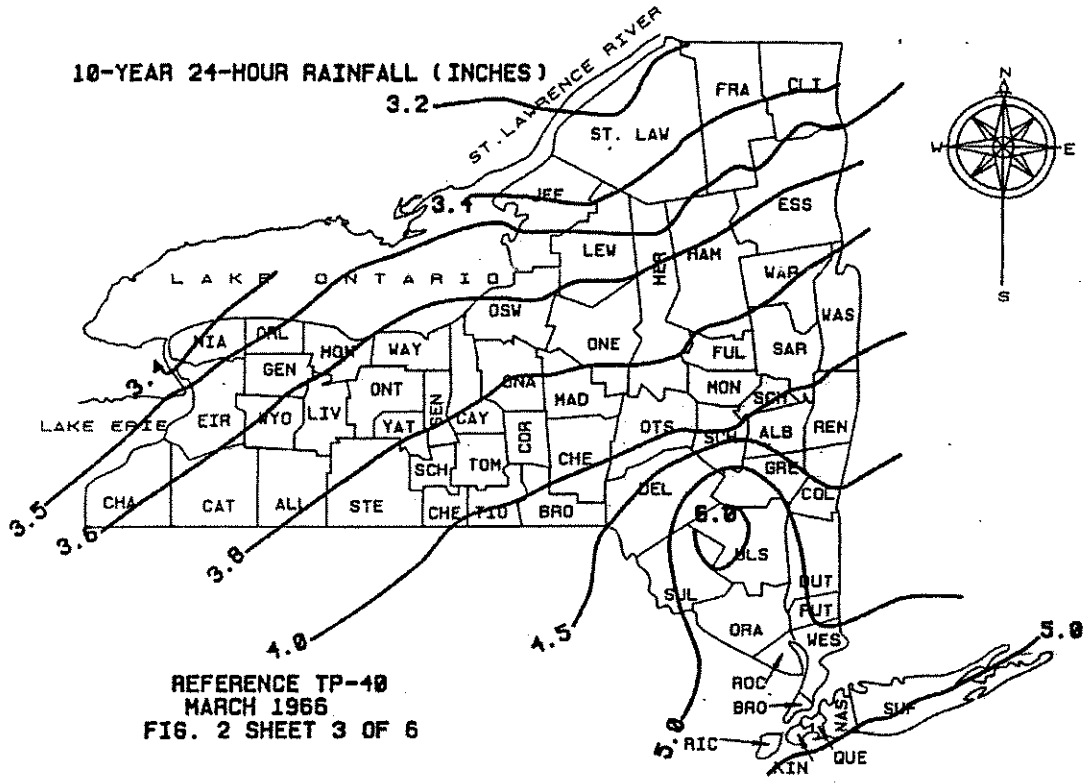 10-YEAR 24-HOUR RAINFALL (INCHES)
ST. LAWRENCE RIVER
3.2
FRA
CLI
ST. LAW
N
W
E
S
JEF
3.4
ESS
LEW
HER
HAM
LAKE ONTARIO
WAR
OSW
WAS
NIA
ORL
MON
WAY
ONE
FUL
SAR
GEN
3.4
ONT
ONA
MAD
MON
SCH
LAKE ERIE
EIR
WYO
LIV
YAT
SEN
CAY
COR
OTS
SCH
ALB
REN
SCH
TOM
CHE
GRE
CHA
CAT
ALL
STE
CHE
TIO
BRO
DEL
COL
3.5
3.6
6.0
ULS
3.8
SUL
DUT
PUT
4.0
4.5
ORA
WES
5.0
REFERENCE TP-40
MARCH 1966
FIG. 2 SHEET 3 OF 6
ROC
BRO
5.0
RIC
NAS
SUF
KIN
QUE